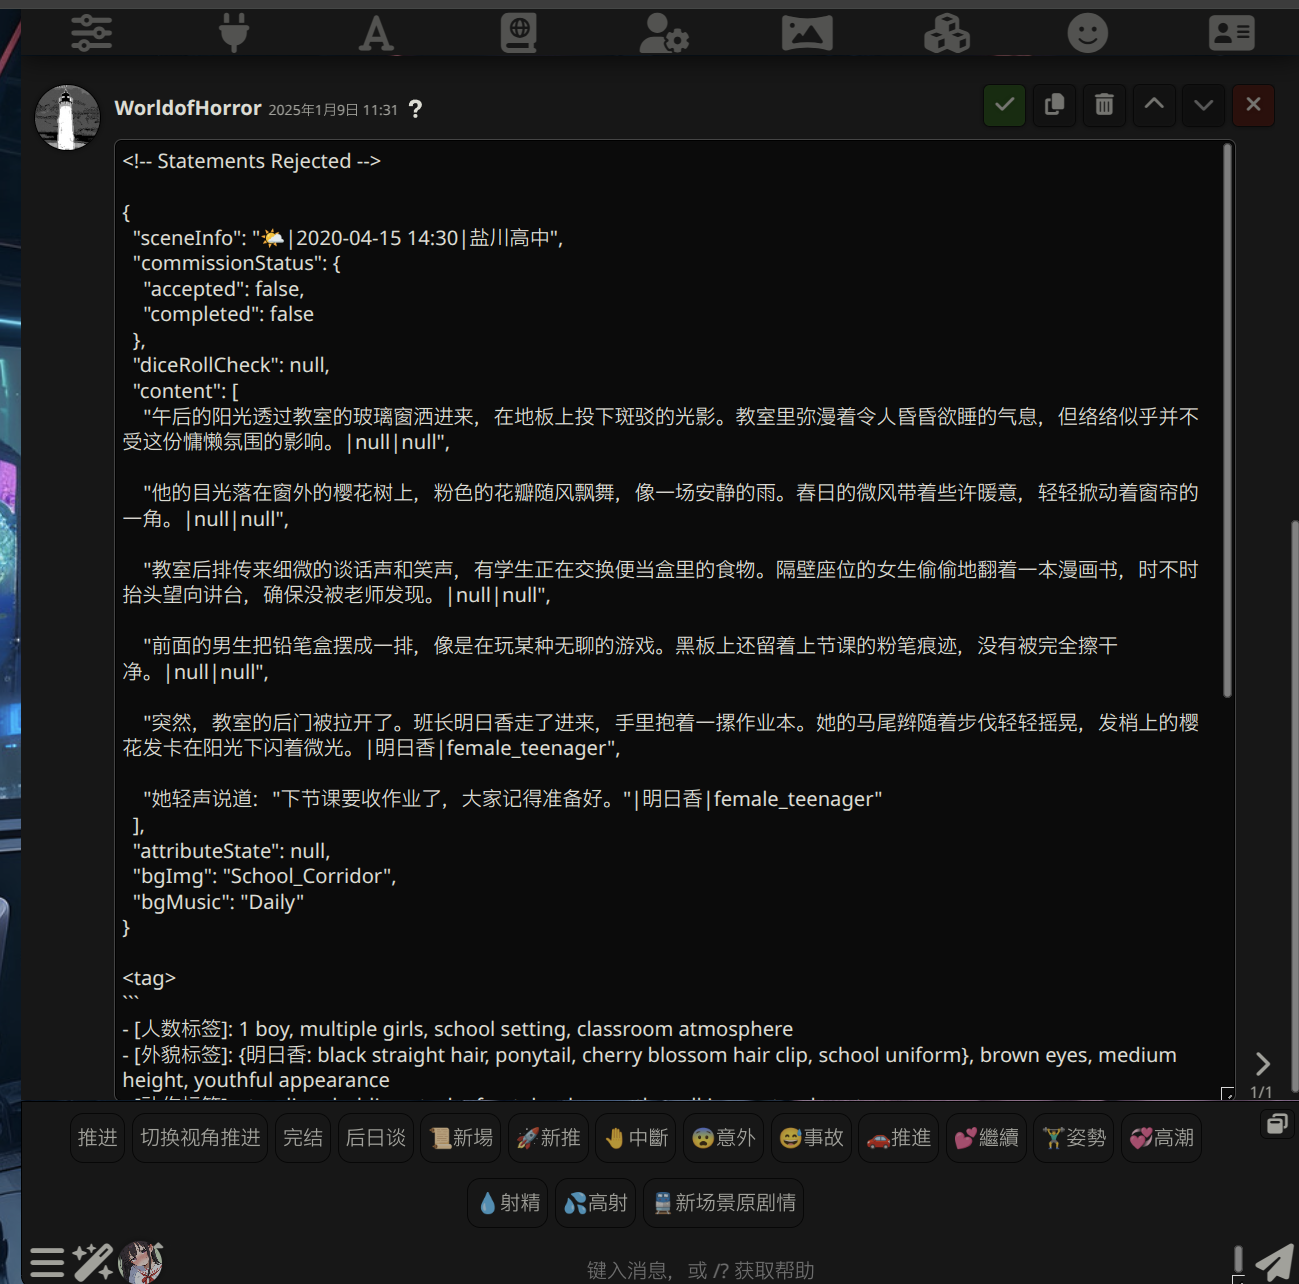 WorldofHorror 2025年1月9日 11:31 ?
<!-- Statements Rejected -->
{
"sceneInfo": "🌤️|2020-04-15 14:30|盐川高中",
"commissionStatus": {
"accepted": false,
"completed": false
},
"diceRollCheck": null,
"content": [
"午后的阳光透过教室的玻璃窗洒进来，在地板上投下斑驳的光影。教室里弥漫着令人昏昏欲睡的气息，但络络似乎并不
受这份慵懒氛围的影响。|null|null",
"他的目光落在窗外的樱花树上，粉色的花瓣随风飘舞，像一场安静的雨。春日的微风带着些许暖意，轻轻掀动着窗帘的
一角。|null|null",
"教室后排传来细微的谈话声和笑声，有学生正在交换便当盒里的食物。隔壁座位的女生偷偷地翻着一本漫画书，时不时
抬头望向讲台，确保没被老师发现。|null|null",
"前面的男生把铅笔盒摆成一排，像是在玩某种无聊的游戏。黑板上还留着上节课的粉笔痕迹，没有被完全擦干
净。|null|null",
"突然，教室的后门被拉开了。班长明日香走了进来，手里抱着一摞作业本。她的马尾辫随着步伐轻轻摇晃，发梢上的樱
花发卡在阳光下闪着微光。|明日香|female_teenager",
"她轻声说道："下节课要收作业了，大家记得准备好。"|明日香|female_teenager"
],
"attributeState": null,
"bgImg": "School_Corridor",
"bgMusic": "Daily"
}
<tag>
```
- [人数标签]: 1 boy, multiple girls, school setting, classroom atmosphere
- [外貌标签]: {明日香: black straight hair, ponytail, cherry blossom hair clip, school uniform}, brown eyes, medium
height, youthful appearance
1/1
推进 切换视角推进 完结 后日谈 📜新場 🚀新推 🤚中斷 😨意外 😅事故 🚗推進 💕繼續 🏋️姿勢 💞高潮
💧射精 💦高射 🚆新场景原剧情
键入消息，或 /? 获取帮助